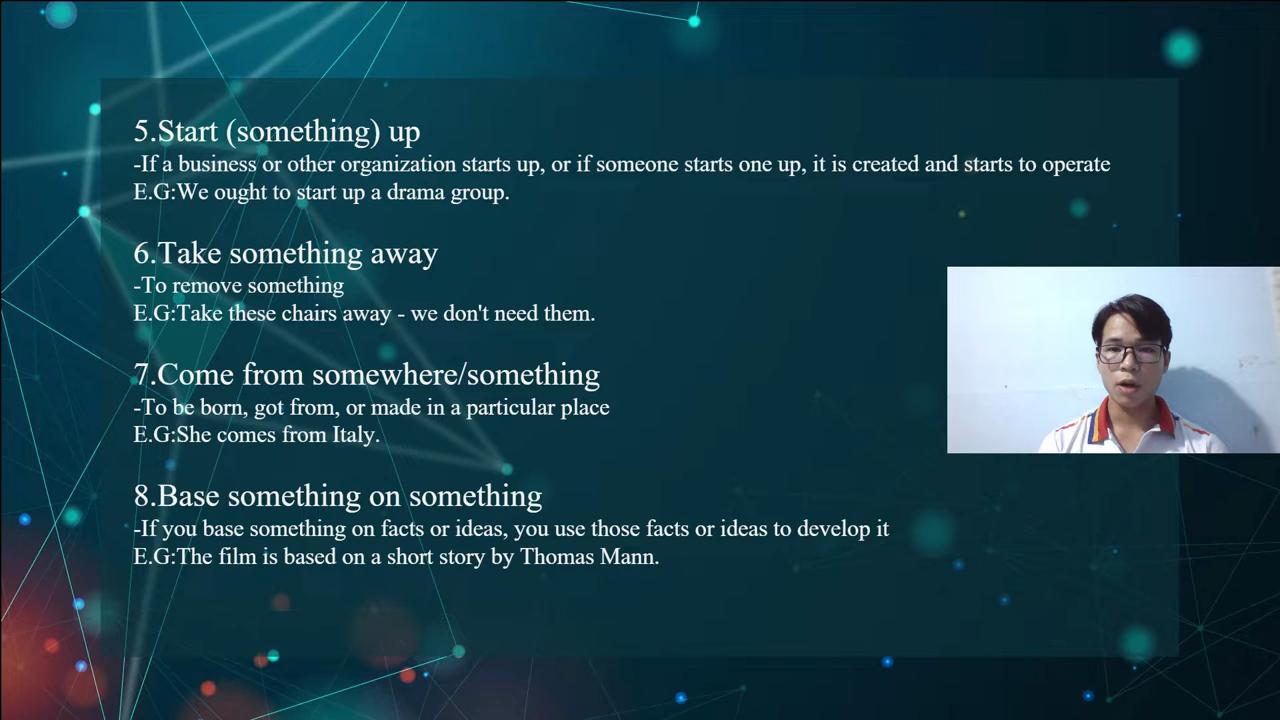 5.Start (something) up
-If a business or other organization starts up, or if someone starts one up, it is created and starts to operate
E.G:We ought to start up a drama group.
6.Take something away
-To remove something
E.G:Take these chairs away - we don't need them.
7.Come from somewhere/something
-To be born, got from, or made in a particular place
E.G:She comes from Italy.
8.Base something on something
-If you base something on facts or ideas, you use those facts or ideas to develop it
E.G:The film is based on a short story by Thomas Mann.